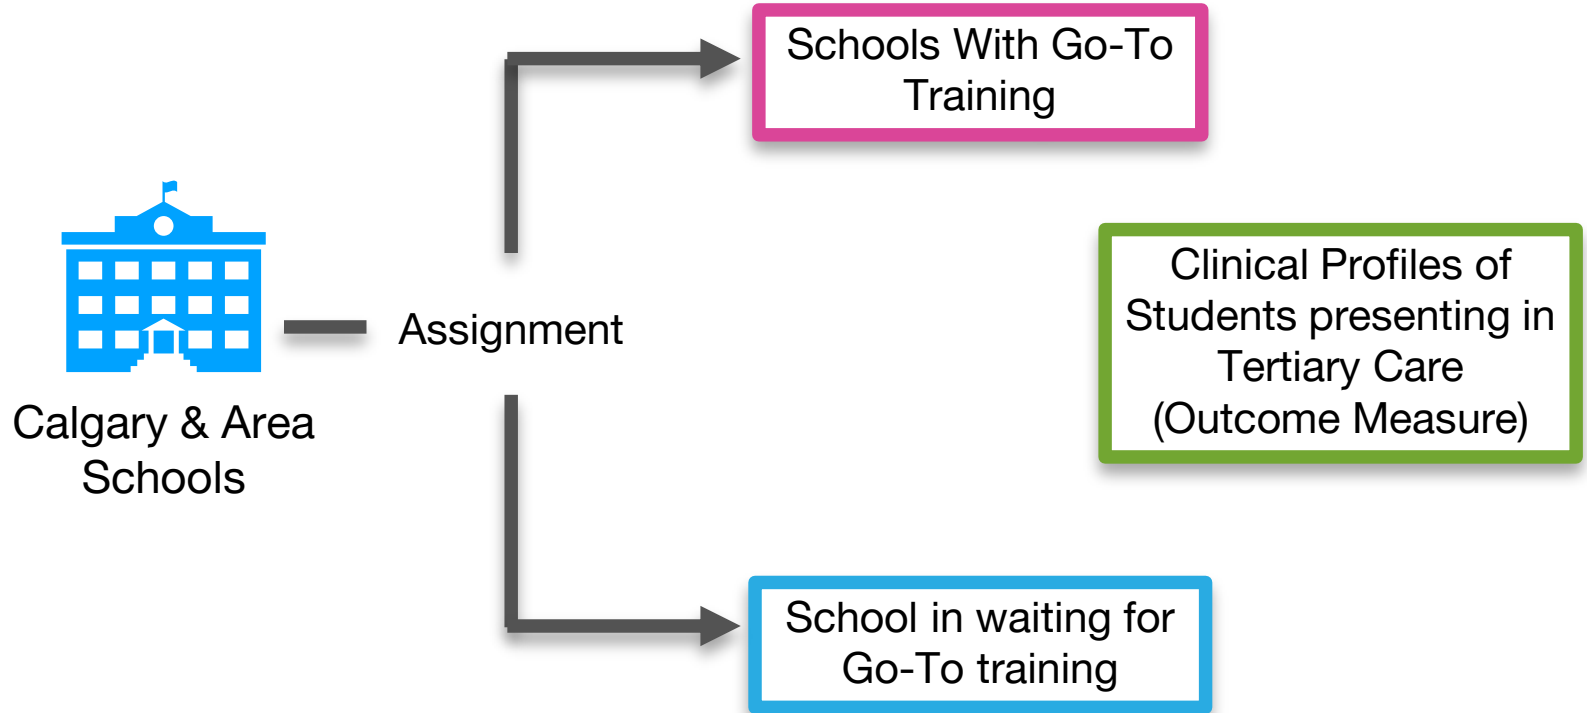 Schools With Go-To
Training
Calgary & Area
Schools
Assignment
Clinical Profiles of
Students presenting in
Tertiary Care
(Outcome Measure)
School in waiting for
Go-To training